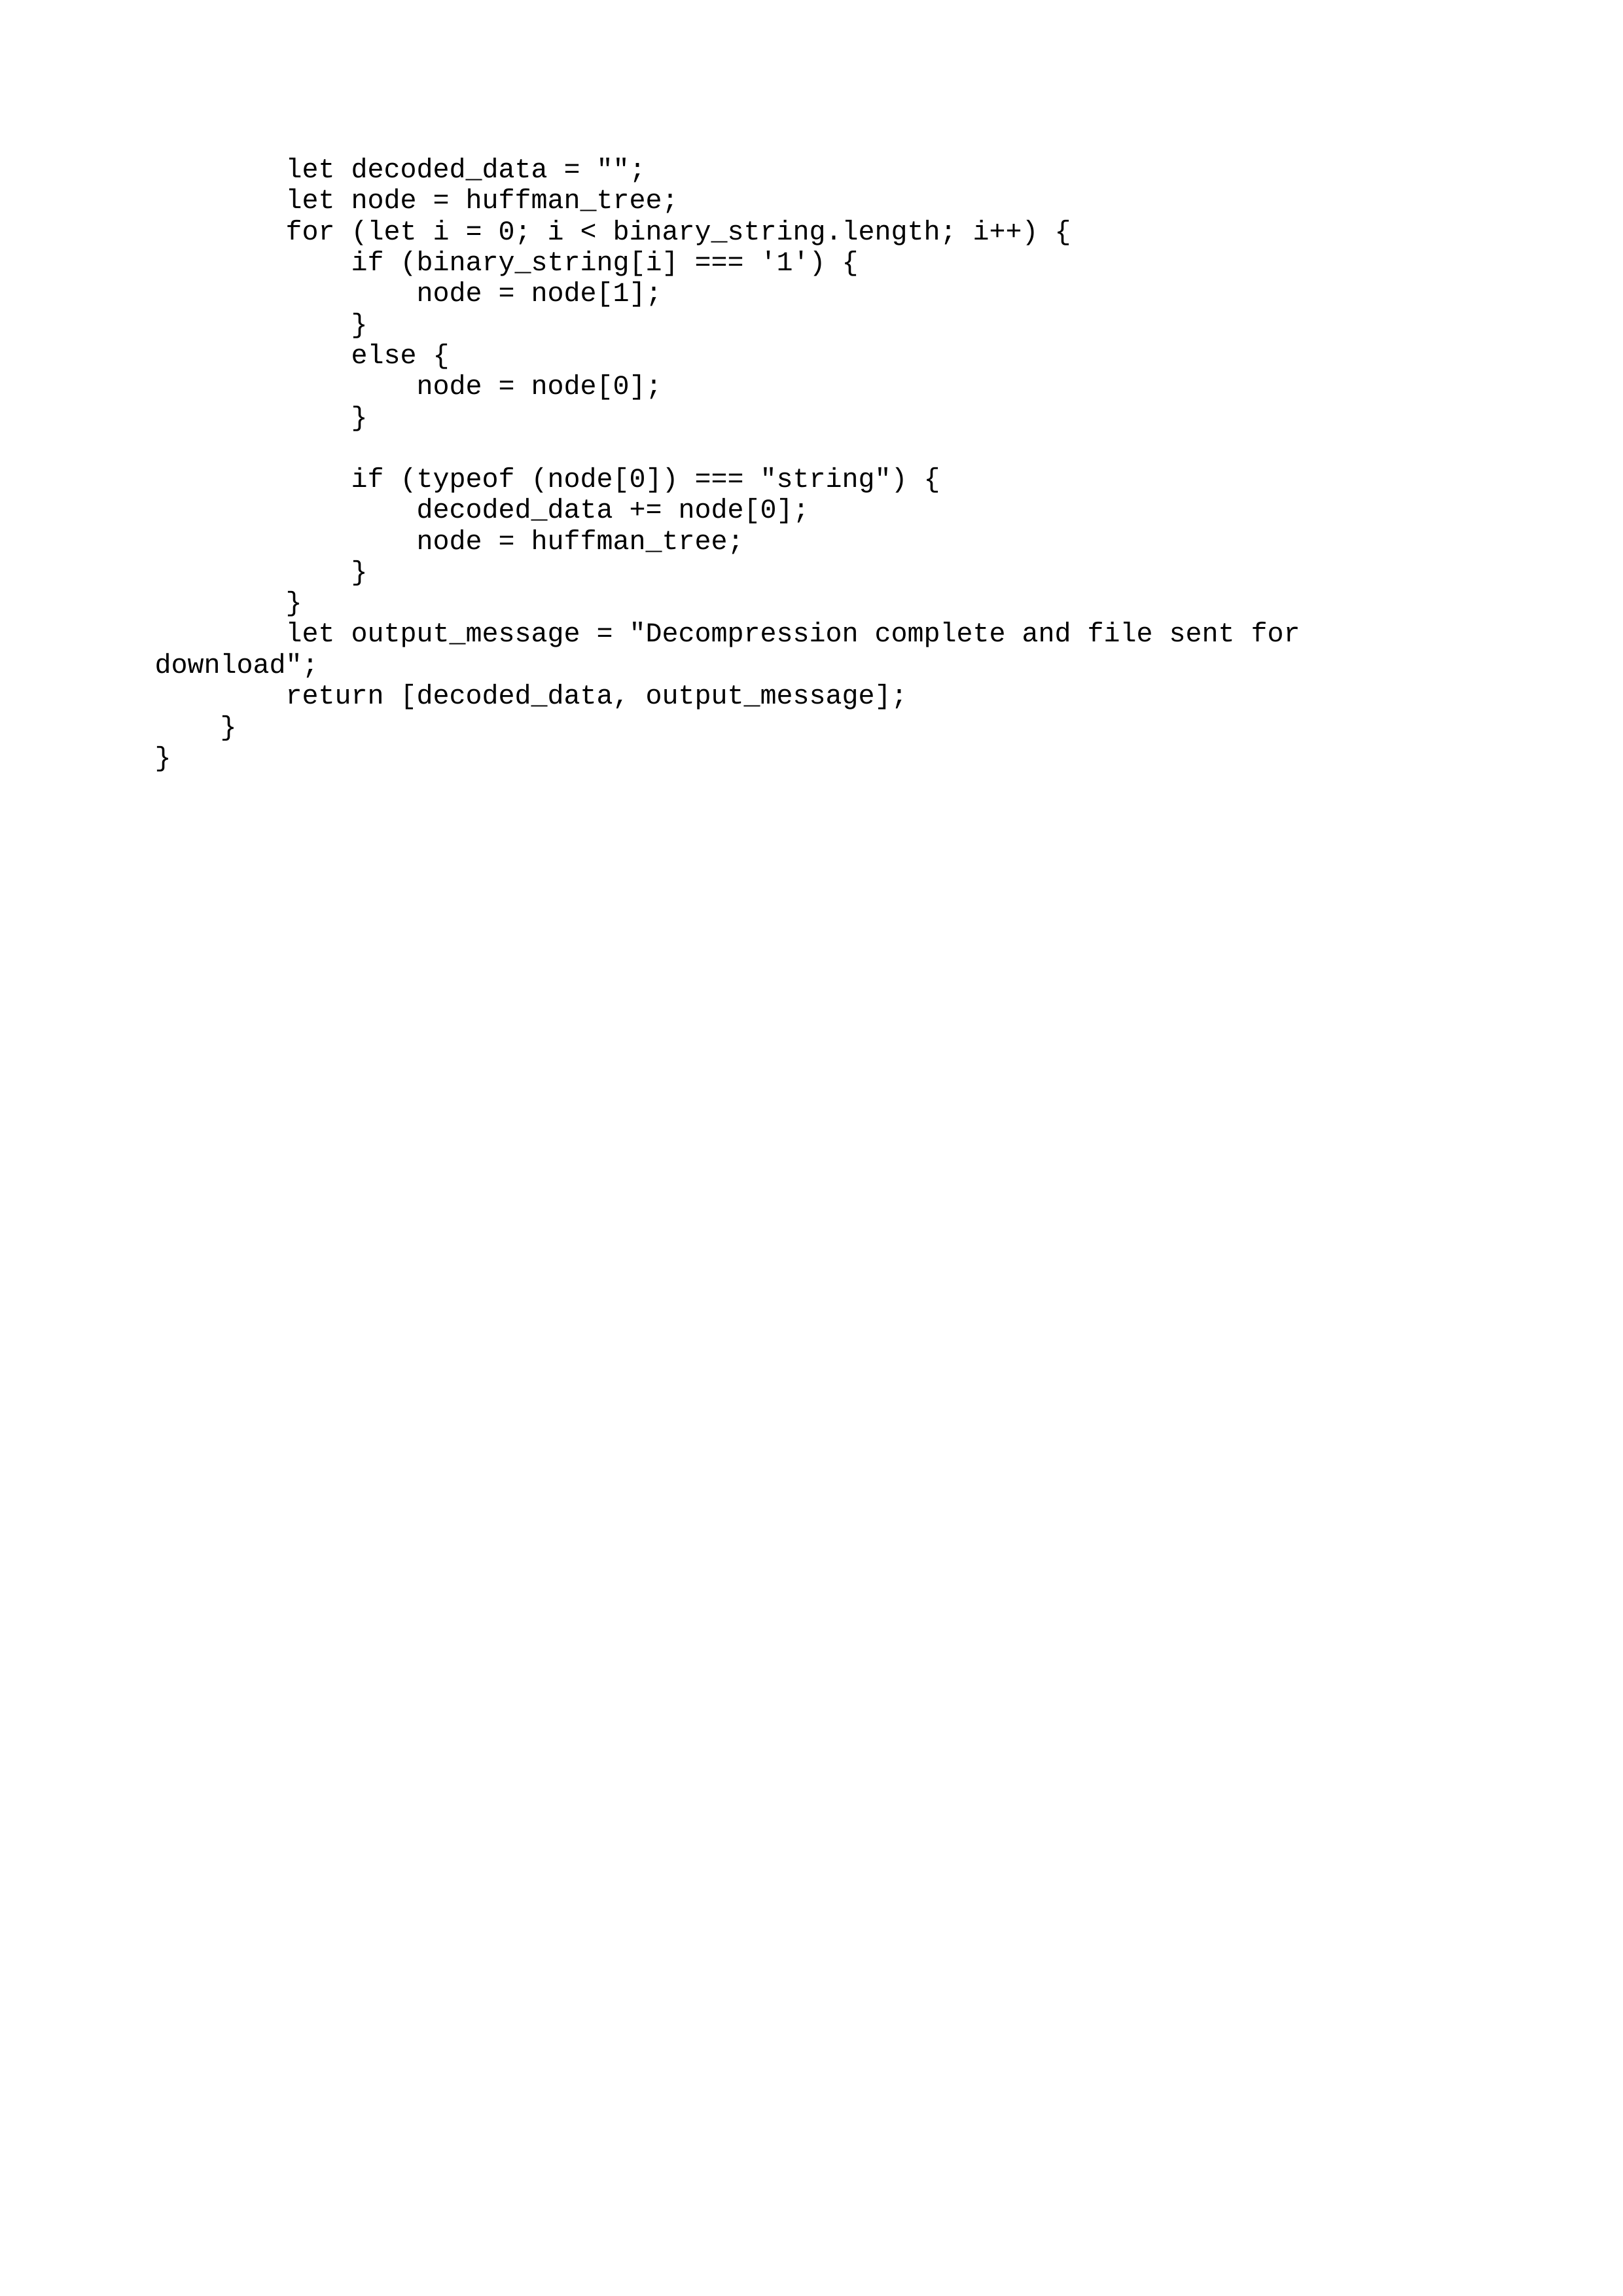 let decoded_data = "";
        let node = huffman_tree;
        for (let i = 0; i < binary_string.length; i++) {
            if (binary_string[i] === '1') {
                node = node[1];
            }
            else {
                node = node[0];
            }

            if (typeof (node[0]) === "string") {
                decoded_data += node[0];
                node = huffman_tree;
            }
        }
        let output_message = "Decompression complete and file sent for
download";
        return [decoded_data, output_message];
    }
}